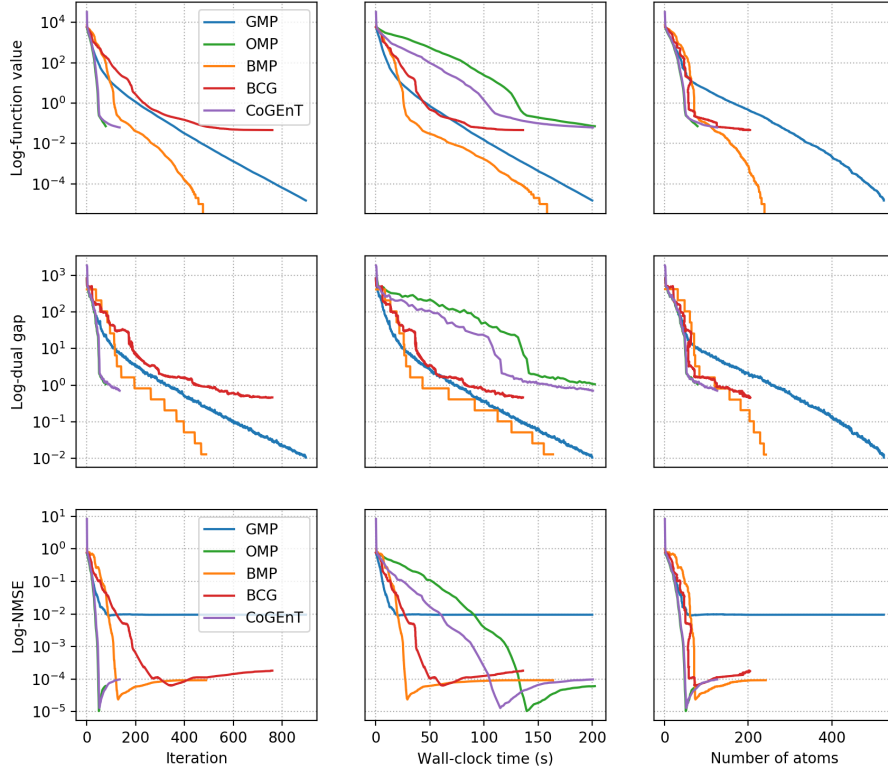 Log-function value
10^4
10^2
10^0
10^-2
10^-4
GMP
OMP
BMP
BCG
CoGEnT
Log-dual gap
10^3
10^2
10^1
10^0
10^-1
10^-2
Log-NMSE
10^1
10^0
10^-1
10^-2
10^-3
10^-4
10^-5
GMP
OMP
BMP
BCG
CoGEnT
0 200 400 600 800
Iteration
0 50 100 150 200
Wall-clock time (s)
0 200 400
Number of atoms